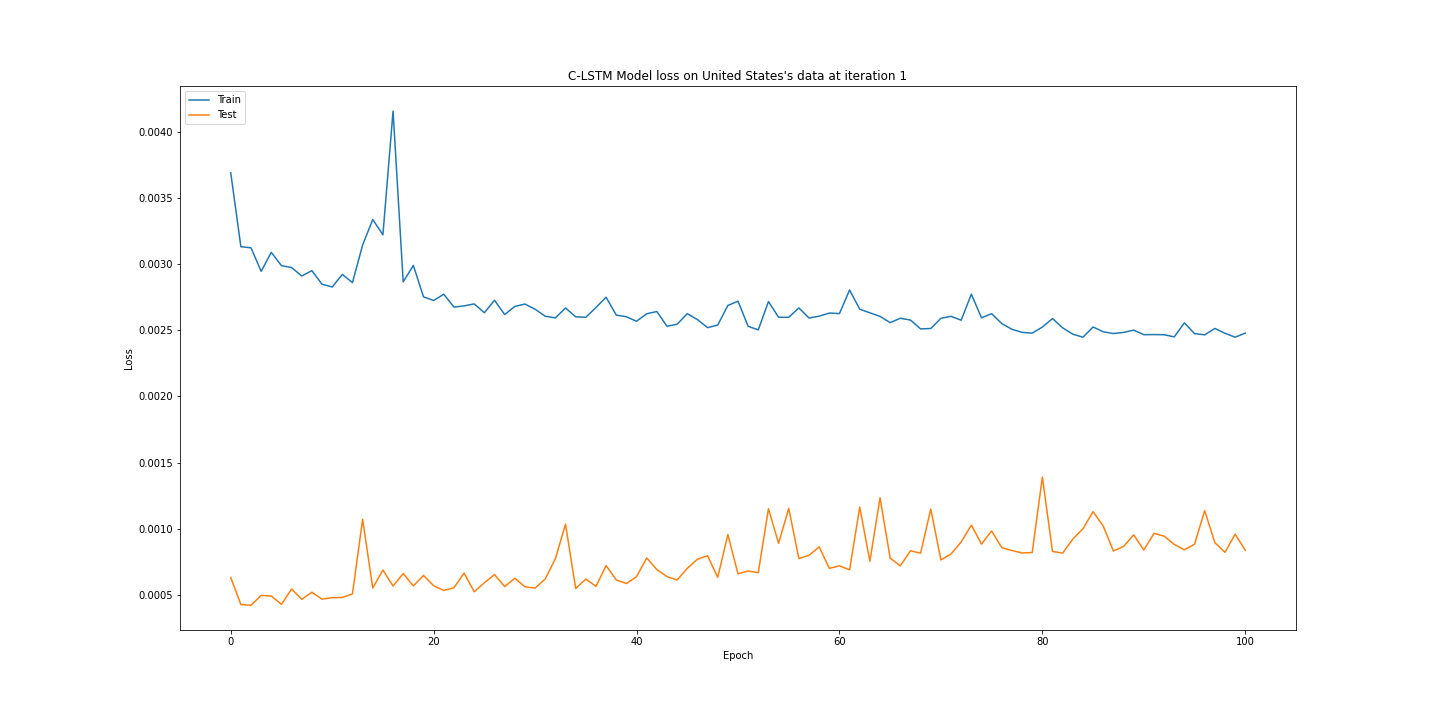 C-LSTM Model loss on United States's data at iteration 1
Train
Test
0.0040
0.0035
0.0030
0.0025
0.0020
0.0015
0.0010
0.0005
Loss
0 20 40 60 80 100
Epoch